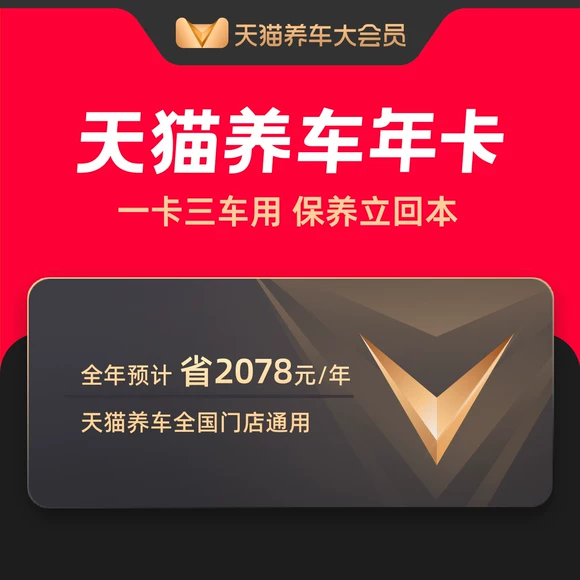 天猫养车大会员
天猫养车年卡
一卡三车用 保养立回本
全年预计 省2078元/年
天猫养车全国门店通用